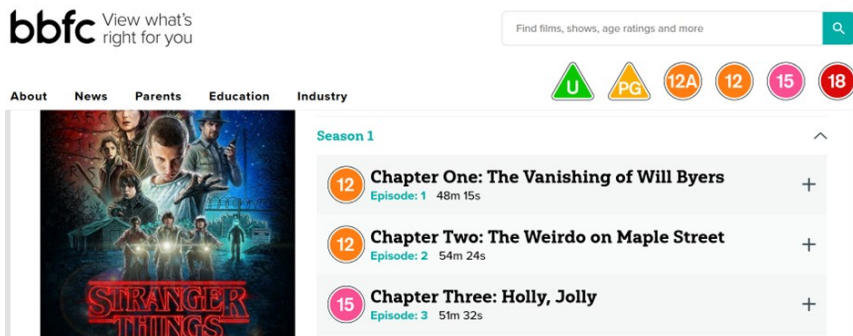 bbfc View what's
right for you
Find films, shows, age ratings and more
U PG 12A 12 15 18
About News Parents Education Industry
Season 1
12 Chapter One: The Vanishing of Will Byers
Episode: 1 48m 15s
12 Chapter Two: The Weirdo on Maple Street
Episode: 2 54m 24s
15 Chapter Three: Holly, Jolly
Episode: 3 51m 32s
STRANGER
THINGS